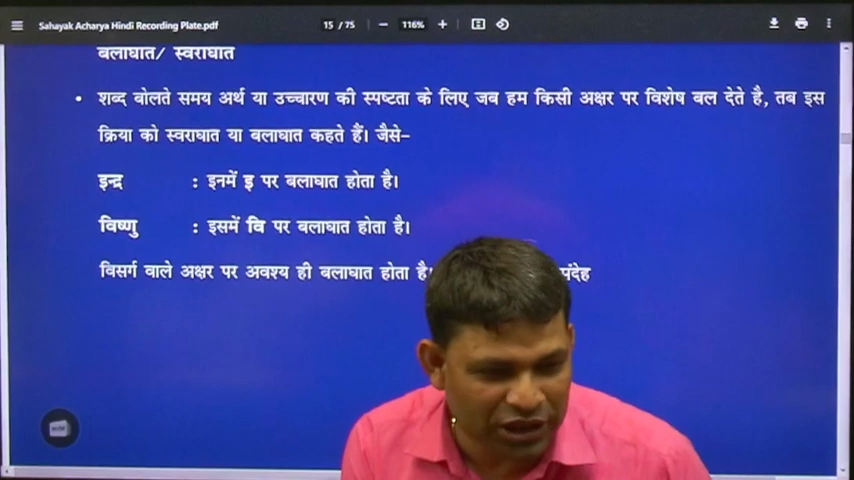 Sahayak Acharya Hindi Recording Plate.pdf
15 / 75
116%
बलाघात/ स्वराघात
• शब्द बोलते समय अर्थ या उच्चारण की स्पष्टता के लिए जब हम किसी अक्षर पर विशेष बल देते है, तब इस
क्रिया को स्वराघात या बलाघात कहते हैं। जैसे–
इन्द्र : इनमें इ पर बलाघात होता है।
विष्णु : इसमें वि पर बलाघात होता है।
विसर्ग वाले अक्षर पर अवश्य ही बलाघात होता है। संदेह